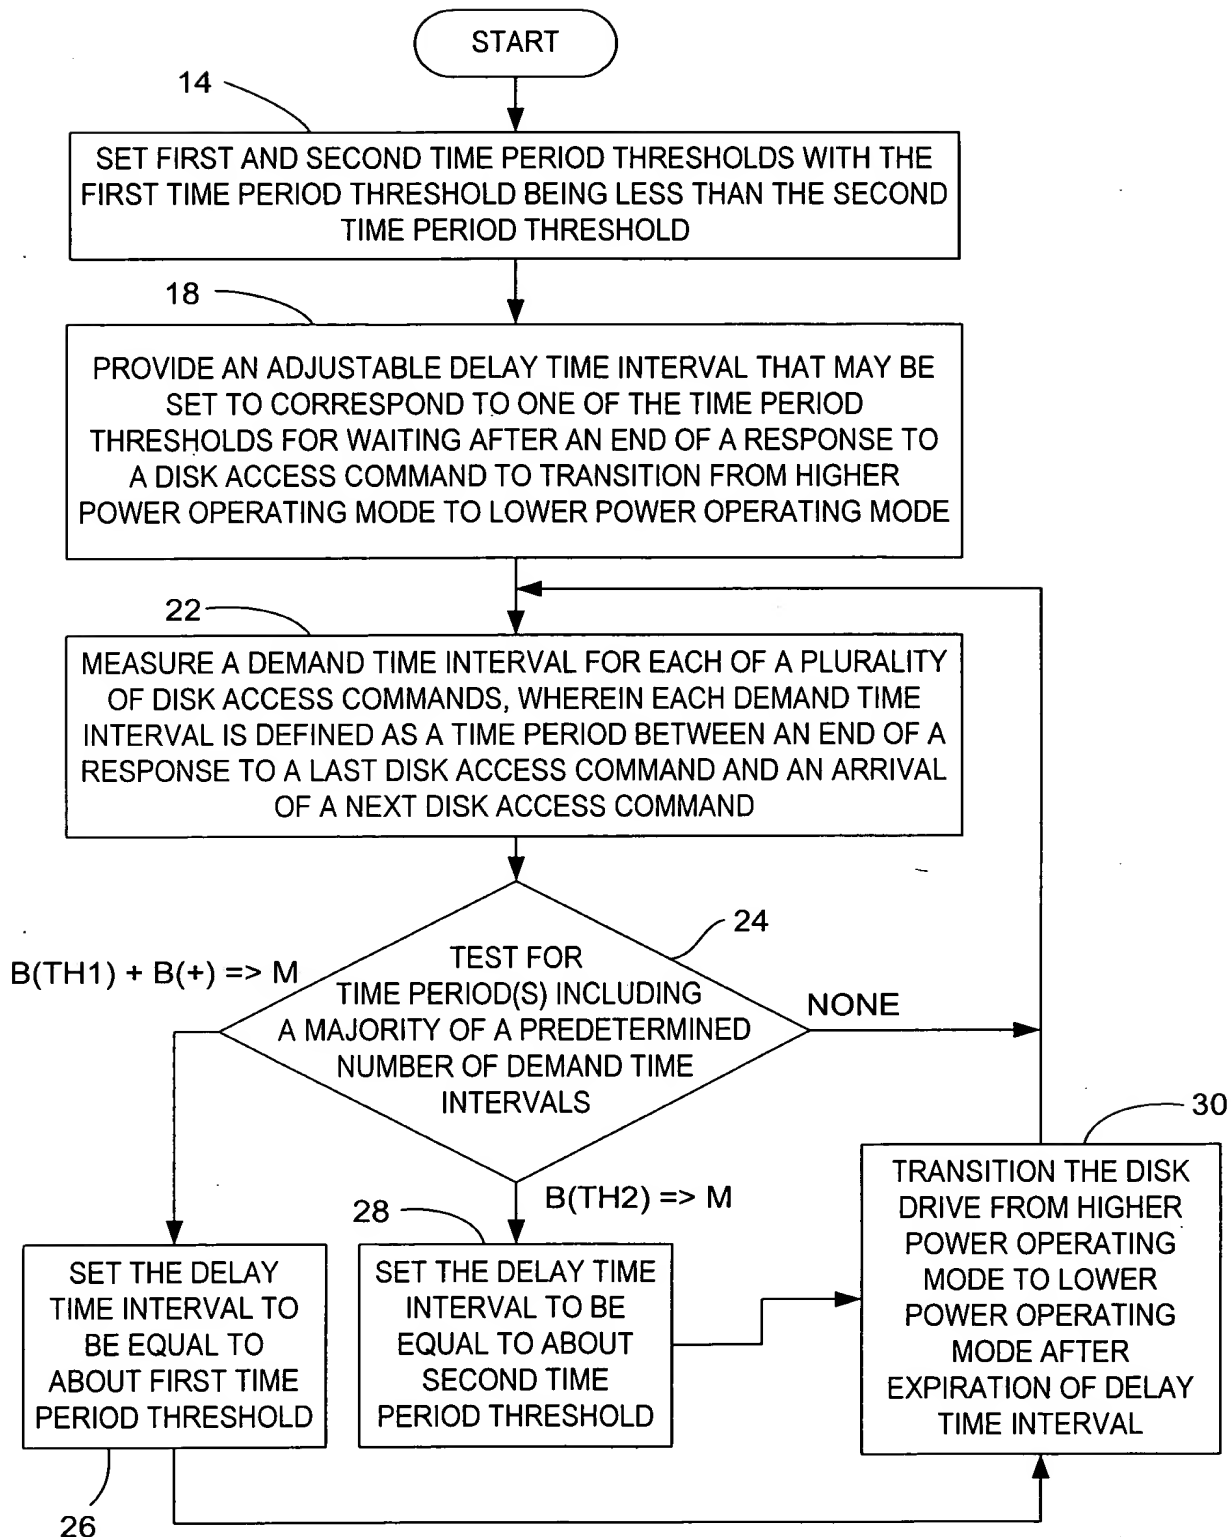 START
14
SET FIRST AND SECOND TIME PERIOD THRESHOLDS WITH THE
FIRST TIME PERIOD THRESHOLD BEING LESS THAN THE SECOND
TIME PERIOD THRESHOLD
18
PROVIDE AN ADJUSTABLE DELAY TIME INTERVAL THAT MAY BE
SET TO CORRESPOND TO ONE OF THE TIME PERIOD
THRESHOLDS FOR WAITING AFTER AN END OF A RESPONSE TO
A DISK ACCESS COMMAND TO TRANSITION FROM HIGHER
POWER OPERATING MODE TO LOWER POWER OPERATING MODE
22
MEASURE A DEMAND TIME INTERVAL FOR EACH OF A PLURALITY
OF DISK ACCESS COMMANDS, WHEREIN EACH DEMAND TIME
INTERVAL IS DEFINED AS A TIME PERIOD BETWEEN AN END OF A
RESPONSE TO A LAST DISK ACCESS COMMAND AND AN ARRIVAL
OF A NEXT DISK ACCESS COMMAND
24
TEST FOR
TIME PERIOD(S) INCLUDING
A MAJORITY OF A PREDETERMINED
NUMBER OF DEMAND TIME
INTERVALS
B(TH1) + B(+) => M
NONE
B(TH2) => M
26
SET THE DELAY
TIME INTERVAL TO
BE EQUAL TO
ABOUT FIRST TIME
PERIOD THRESHOLD
28
SET THE DELAY TIME
INTERVAL TO BE
EQUAL TO ABOUT
SECOND TIME
PERIOD THRESHOLD
30
TRANSITION THE DISK
DRIVE FROM HIGHER
POWER OPERATING
MODE TO LOWER
POWER OPERATING
MODE AFTER
EXPIRATION OF DELAY
TIME INTERVAL